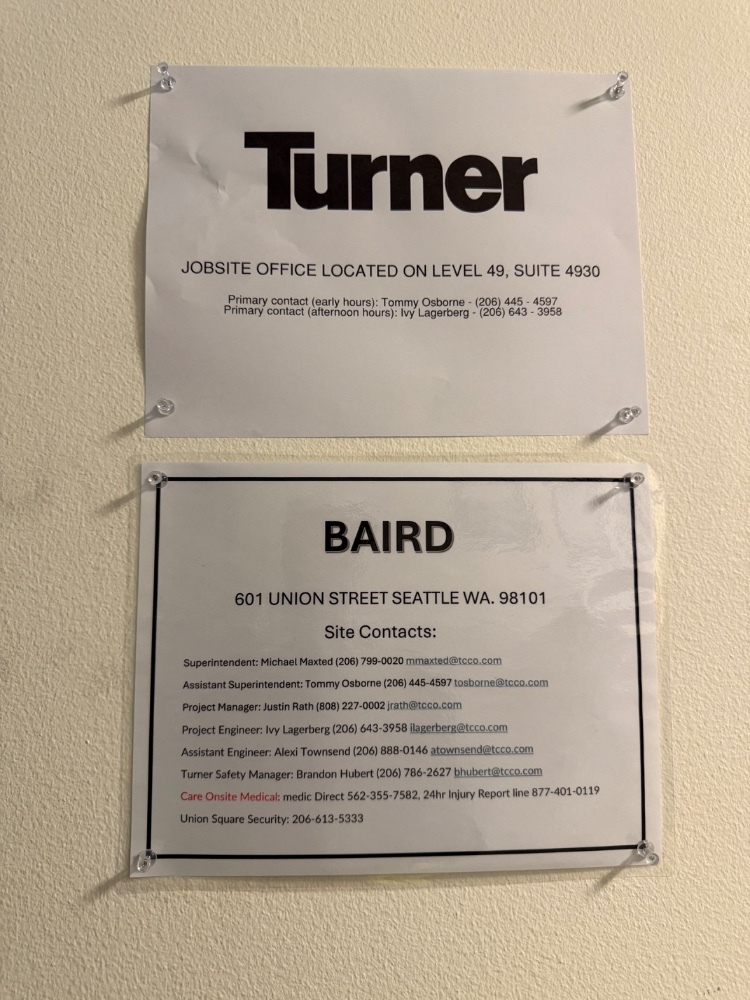 Turner
JOBSITE OFFICE LOCATED ON LEVEL 49, SUITE 4930
Primary contact (early hours): Tommy Osborne - (206) 445 - 4597
Primary contact (afternoon hours): Ivy Lagerberg - (206) 643 - 3958
BAIRD
601 UNION STREET SEATTLE WA. 98101
Site Contacts:
Superintendent: Michael Maxted (206) 799-0020 mmaxted@tcco.com
Assistant Superintendent: Tommy Osborne (206) 445-4597 tosborne@tcco.com
Project Manager: Justin Rath (808) 227-0002 jrath@tcco.com
Project Engineer: Ivy Lagerberg (206) 643-3958 ilagerberg@tcco.com
Assistant Engineer: Alexi Townsend (206) 888-0146 atownsend@tcco.com
Turner Safety Manager: Brandon Hubert (206) 786-2627 bhubert@tcco.com
Care Onsite Medical: medic Direct 562-355-7582, 24hr Injury Report line 877-401-0119
Union Square Security: 206-613-5333